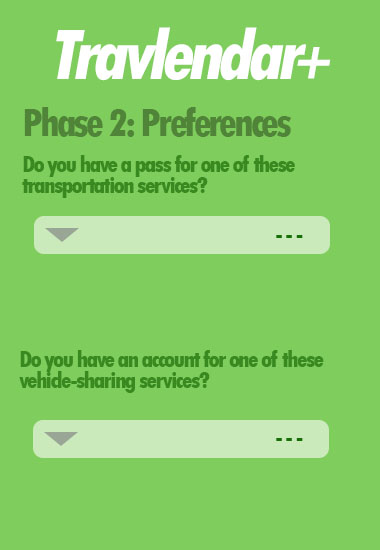 Travlendar+
Phase 2: Preferences
Do you have a pass for one of these
transportation services?
---
Do you have an account for one of these
vehicle-sharing services?
---